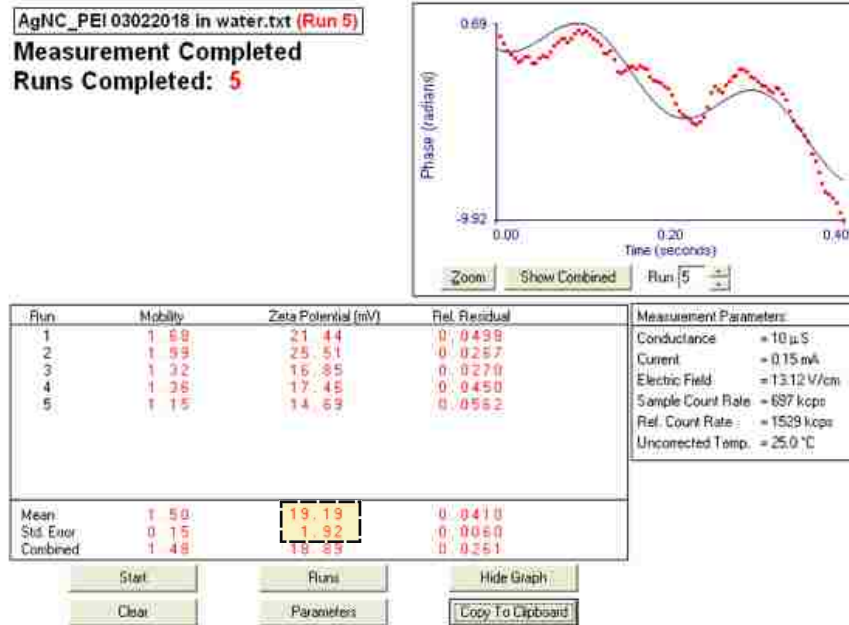 AgNC_PEI 03022018 in water.txt (Run 5)
Measurement Completed
Runs Completed: 5
0.69
Phase (radians)
-9.92
0.00 0.20 0.40
Time (seconds)
Zoom Show Combined Run 5
Run Mobility Zeta Potential (mV) Rel. Residual
1 1.68 21.44 0.0498
2 1.99 25.51 0.0267
3 1.32 16.85 0.0270
4 1.36 17.46 0.0450
5 1.15 14.69 0.0562
Mean 1.50 19.19 0.0410
Std. Error 0.15 1.92 0.0060
Combined 1.48 18.89 0.0261
Measurement Parameters:
Conductance = 10 µS
Current = 0.15 mA
Electric Field = 13.12 V/cm
Sample Count Rate = 697 kcps
Ref. Count Rate = 1529 kcps
Uncorrected Temp. = 25.0 °C
Start Runs Hide Graph
Clear Parameters Copy To Clipboard